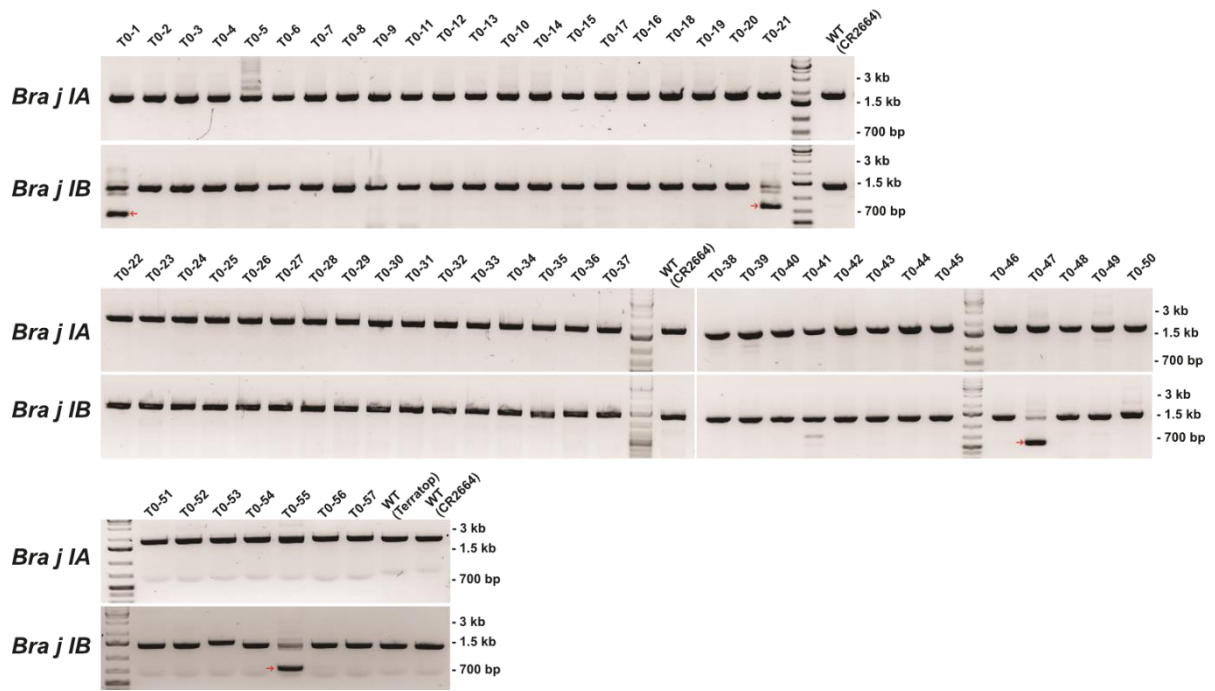 T0-1 T0-2 T0-3 T0-4 T0-5 T0-6 T0-7 T0-8 T0-9 T0-11 T0-12 T0-13 T0-10 T0-14 T0-15 T0-17 T0-16 T0-18 T0-19 T0-20 T0-21 WT (CR2664)
Bra j IA
- 3 kb
- 1.5 kb
- 700 bp
Bra j IB
- 3 kb
- 1.5 kb
- 700 bp
T0-22 T0-23 T0-24 T0-25 T0-26 T0-27 T0-28 T0-29 T0-30 T0-31 T0-32 T0-33 T0-34 T0-35 T0-36 T0-37 WT (CR2664) T0-38 T0-39 T0-40 T0-41 T0-42 T0-43 T0-44 T0-45 T0-46 T0-47 T0-48 T0-49 T0-50
Bra j IA
- 3 kb
- 1.5 kb
- 700 bp
Bra j IB
- 3 kb
- 1.5 kb
- 700 bp
T0-51 T0-52 T0-53 T0-54 T0-55 T0-56 T0-57 WT (Terratop) WT (CR2664)
Bra j IA
- 3 kb
- 1.5 kb
- 700 bp
Bra j IB
- 3 kb
- 1.5 kb
- 700 bp